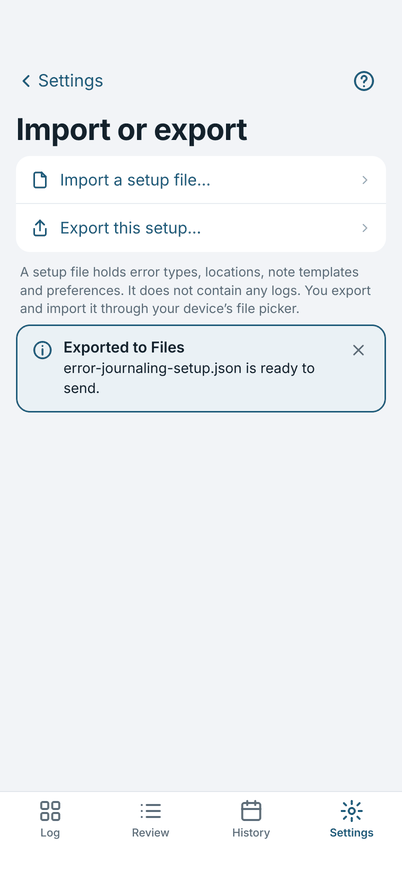 Settings
Import or export
Import a setup file...
Export this setup...
A setup file holds error types, locations, note templates
and preferences. It does not contain any logs. You export
and import it through your device’s file picker.
Exported to Files
error-journaling-setup.json is ready to
send.
Log
Review
History
Settings